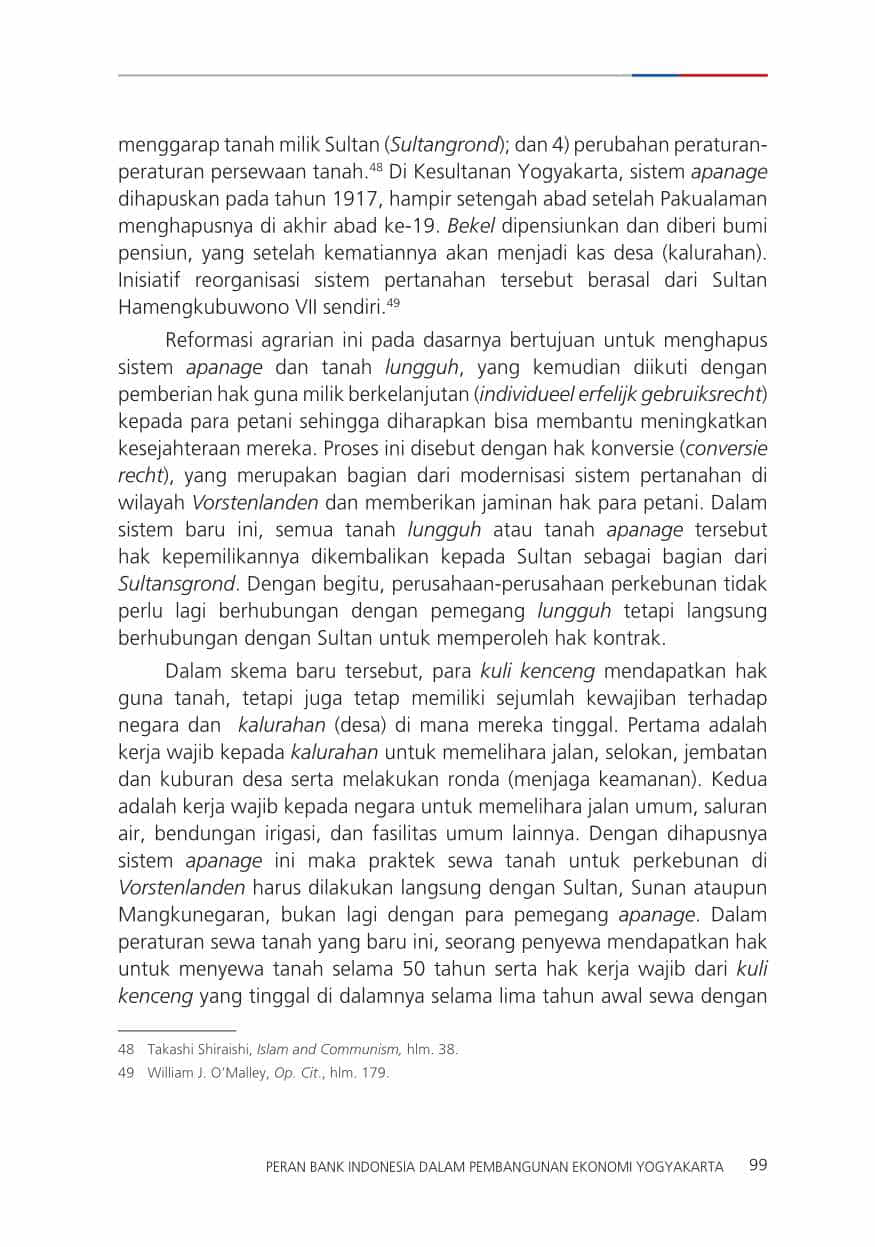 menggarap tanah milik Sultan (Sultangrond); dan 4) perubahan peraturan-
peraturan persewaan tanah.48 Di Kesultanan Yogyakarta, sistem apanage
dihapuskan pada tahun 1917, hampir setengah abad setelah Pakualaman
menghapusnya di akhir abad ke-19. Bekel dipensiunkan dan diberi bumi
pensiun, yang setelah kematiannya akan menjadi kas desa (kalurahan).
Inisiatif reorganisasi sistem pertanahan tersebut berasal dari Sultan
Hamengkubuwono VII sendiri.49
Reformasi agrarian ini pada dasarnya bertujuan untuk menghapus
sistem apanage dan tanah lungguh, yang kemudian diikuti dengan
pemberian hak guna milik berkelanjutan (individueel erfelijk gebruiksrecht)
kepada para petani sehingga diharapkan bisa membantu meningkatkan
kesejahteraan mereka. Proses ini disebut dengan hak konversie (conversie
recht), yang merupakan bagian dari modernisasi sistem pertanahan di
wilayah Vorstenlanden dan memberikan jaminan hak para petani. Dalam
sistem baru ini, semua tanah lungguh atau tanah apanage tersebut
hak kepemilikannya dikembalikan kepada Sultan sebagai bagian dari
Sultansgrond. Dengan begitu, perusahaan-perusahaan perkebunan tidak
perlu lagi berhubungan dengan pemegang lungguh tetapi langsung
berhubungan dengan Sultan untuk memperoleh hak kontrak.
Dalam skema baru tersebut, para kuli kenceng mendapatkan hak
guna tanah, tetapi juga tetap memiliki sejumlah kewajiban terhadap
negara dan kalurahan (desa) di mana mereka tinggal. Pertama adalah
kerja wajib kepada kalurahan untuk memelihara jalan, selokan, jembatan
dan kuburan desa serta melakukan ronda (menjaga keamanan). Kedua
adalah kerja wajib kepada negara untuk memelihara jalan umum, saluran
air, bendungan irigasi, dan fasilitas umum lainnya. Dengan dihapusnya
sistem apanage ini maka praktek sewa tanah untuk perkebunan di
Vorstenlanden harus dilakukan langsung dengan Sultan, Sunan ataupun
Mangkunegaran, bukan lagi dengan para pemegang apanage. Dalam
peraturan sewa tanah yang baru ini, seorang penyewa mendapatkan hak
untuk menyewa tanah selama 50 tahun serta hak kerja wajib dari kuli
kenceng yang tinggal di dalamnya selama lima tahun awal sewa dengan
48 Takashi Shiraishi, Islam and Communism, hlm. 38.
49 William J. O’Malley, Op. Cit., hlm. 179.
PERAN BANK INDONESIA DALAM PEMBANGUNAN EKONOMI YOGYAKARTA 99